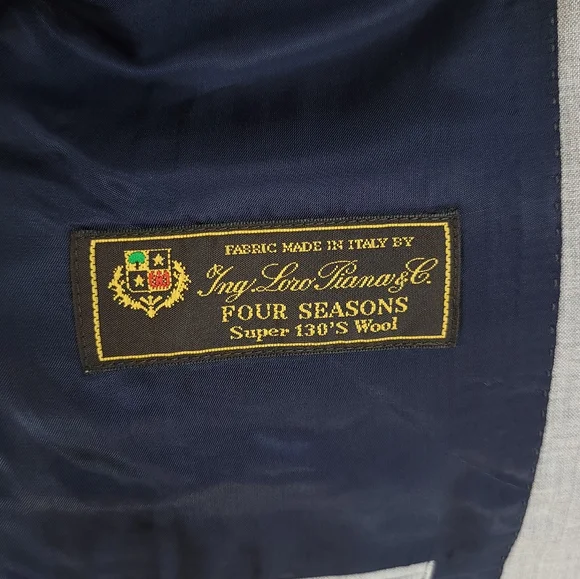 FABRIC MADE IN ITALY BY
Ing. Loro Piana & C.
FOUR SEASONS
Super 130'S Wool